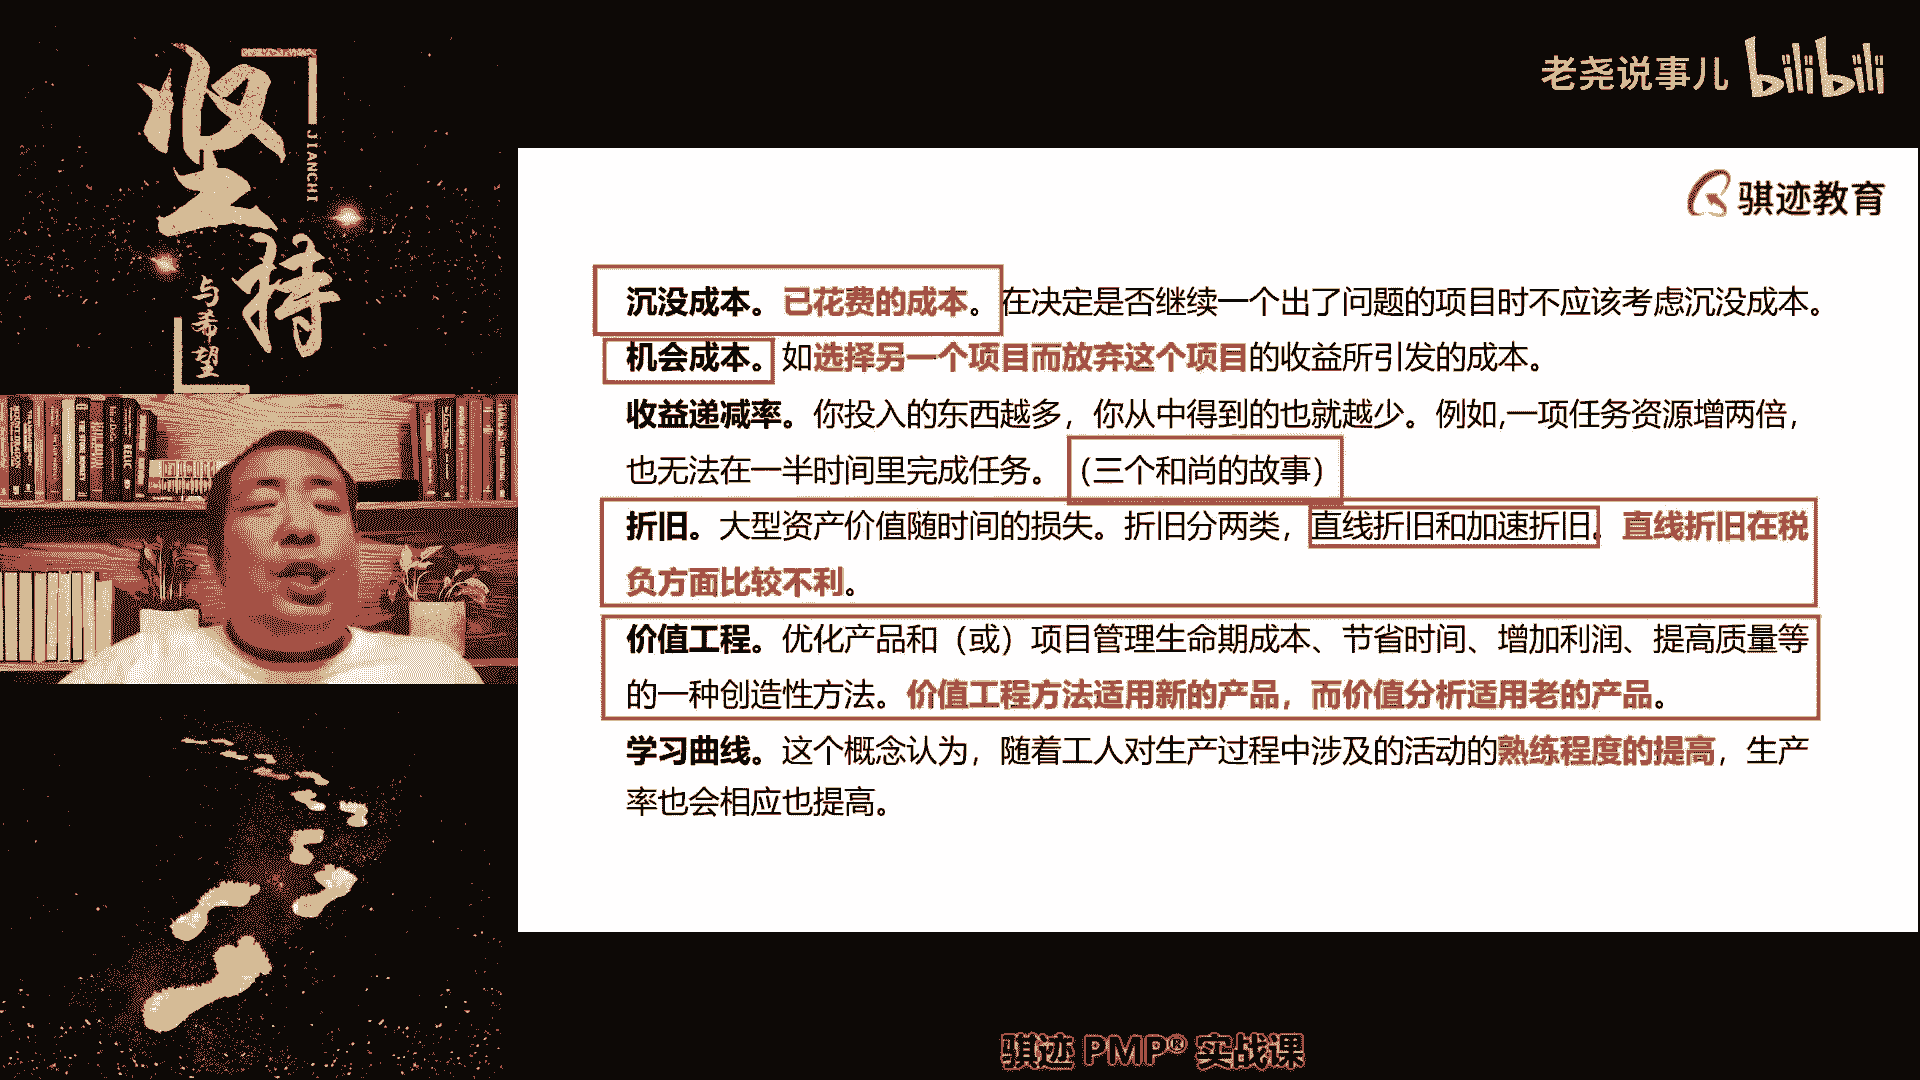 坚持
JIANCHI
与希望
老尧说事儿 bilibili
骐迹教育
沉没成本。已花费的成本。在决定是否继续一个出了问题的项目时不应该考虑沉没成本。
机会成本。如选择另一个项目而放弃这个项目的收益所引发的成本。
收益递减率。你投入的东西越多，你从中得到的也就越少。例如,一项任务资源增两倍，
也无法在一半时间里完成任务。（三个和尚的故事）
折旧。大型资产价值随时间的损失。折旧分两类，直线折旧和加速折旧。直线折旧在税
负方面比较不利。
价值工程。优化产品和（或）项目管理生命期成本、节省时间、增加利润、提高质量等
的一种创造性方法。价值工程方法适用新的产品，而价值分析适用老的产品。
学习曲线。这个概念认为，随着工人对生产过程中涉及的活动的熟练程度的提高，生产
率也会相应也提高。
骐迹 PMP® 实战课